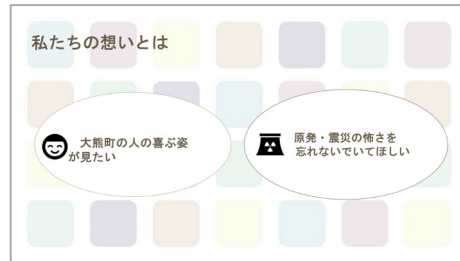 私たちの想いとは
大熊町の人の喜ぶ姿
が見たい
原発・震災の怖さを
忘れないでいてほしい